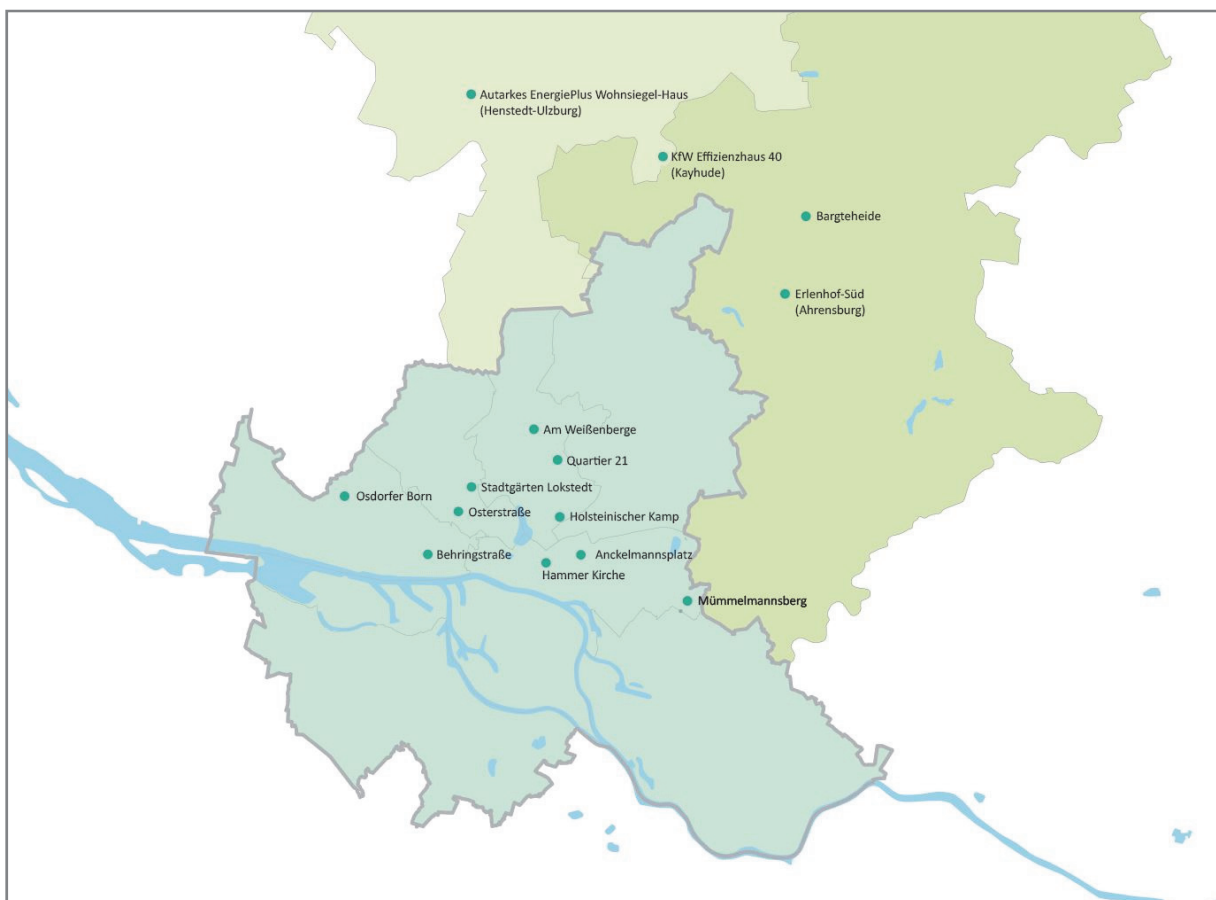 Autarkes EnergiePlus Wohnsiegel-Haus
(Henstedt-Ulzburg)
KfW Effizienzhaus 40
(Kayhude)
Bargteheide
Erlenhof-Süd
(Ahrensburg)
Am Weißenberge
Quartier 21
Stadtgärten Lokstedt
Osdorfer Born
Osterstraße
Holsteinischer Kamp
Behringstraße
Anckelmannsplatz
Hammer Kirche
Mümmelmannsberg